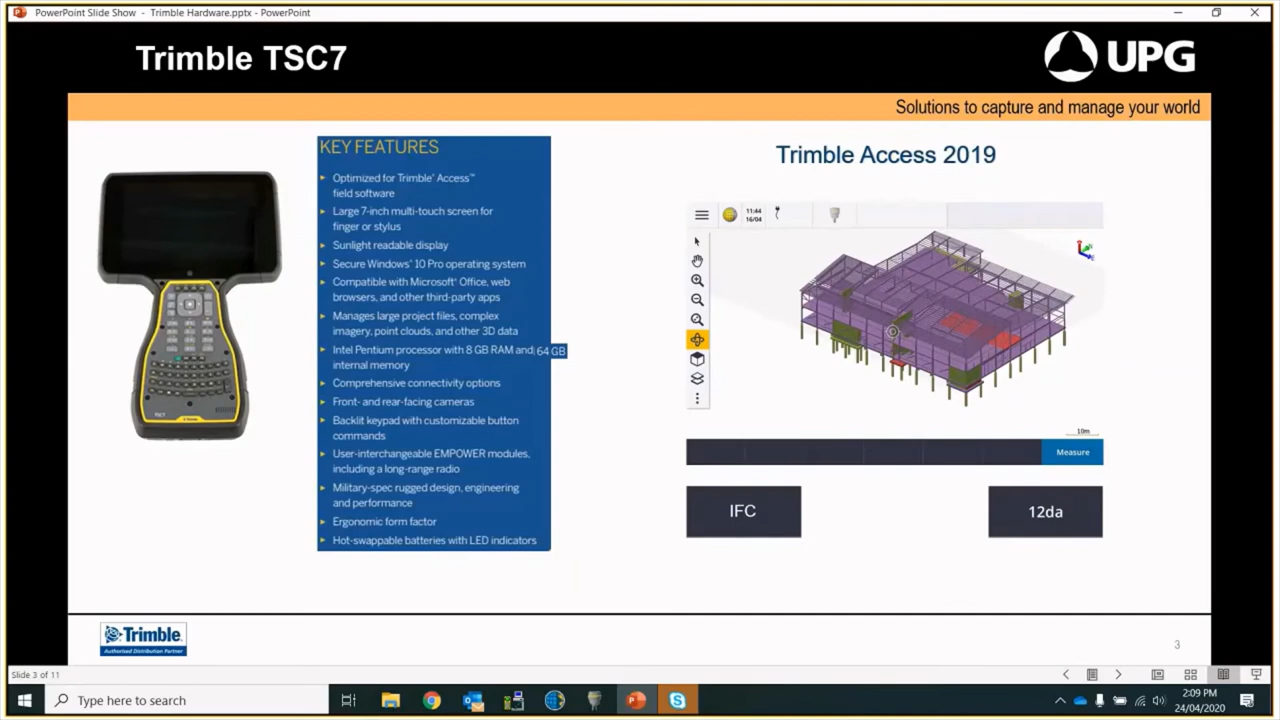 PowerPoint Slide Show - Trimble Hardware.pptx - PowerPoint
Trimble TSC7
UPG
Solutions to capture and manage your world
KEY FEATURES
Optimized for Trimble® Access™
field software
Large 7-inch multi-touch screen for
finger or stylus
Sunlight readable display
Secure Windows® 10 Pro operating system
Compatible with Microsoft® Office, web
browsers, and other third-party apps
Manages large project files, complex
imagery, point clouds, and other 3D data
Intel Pentium processor with 8 GB RAM and 64 GB
internal memory
Comprehensive connectivity options
Front- and rear-facing cameras
Backlit keypad with customizable button
commands
User-interchangeable EMPOWER modules,
including a long-range radio
Military-spec rugged design, engineering
and performance
Ergonomic form factor
Hot-swappable batteries with LED indicators
Trimble Access 2019
11:44
16/04
10m
Measure
IFC
12da
TSC7
Trimble
Authorised Distribution Partner
3
Slide 3 of 11
Type here to search
2:09 PM
24/04/2020